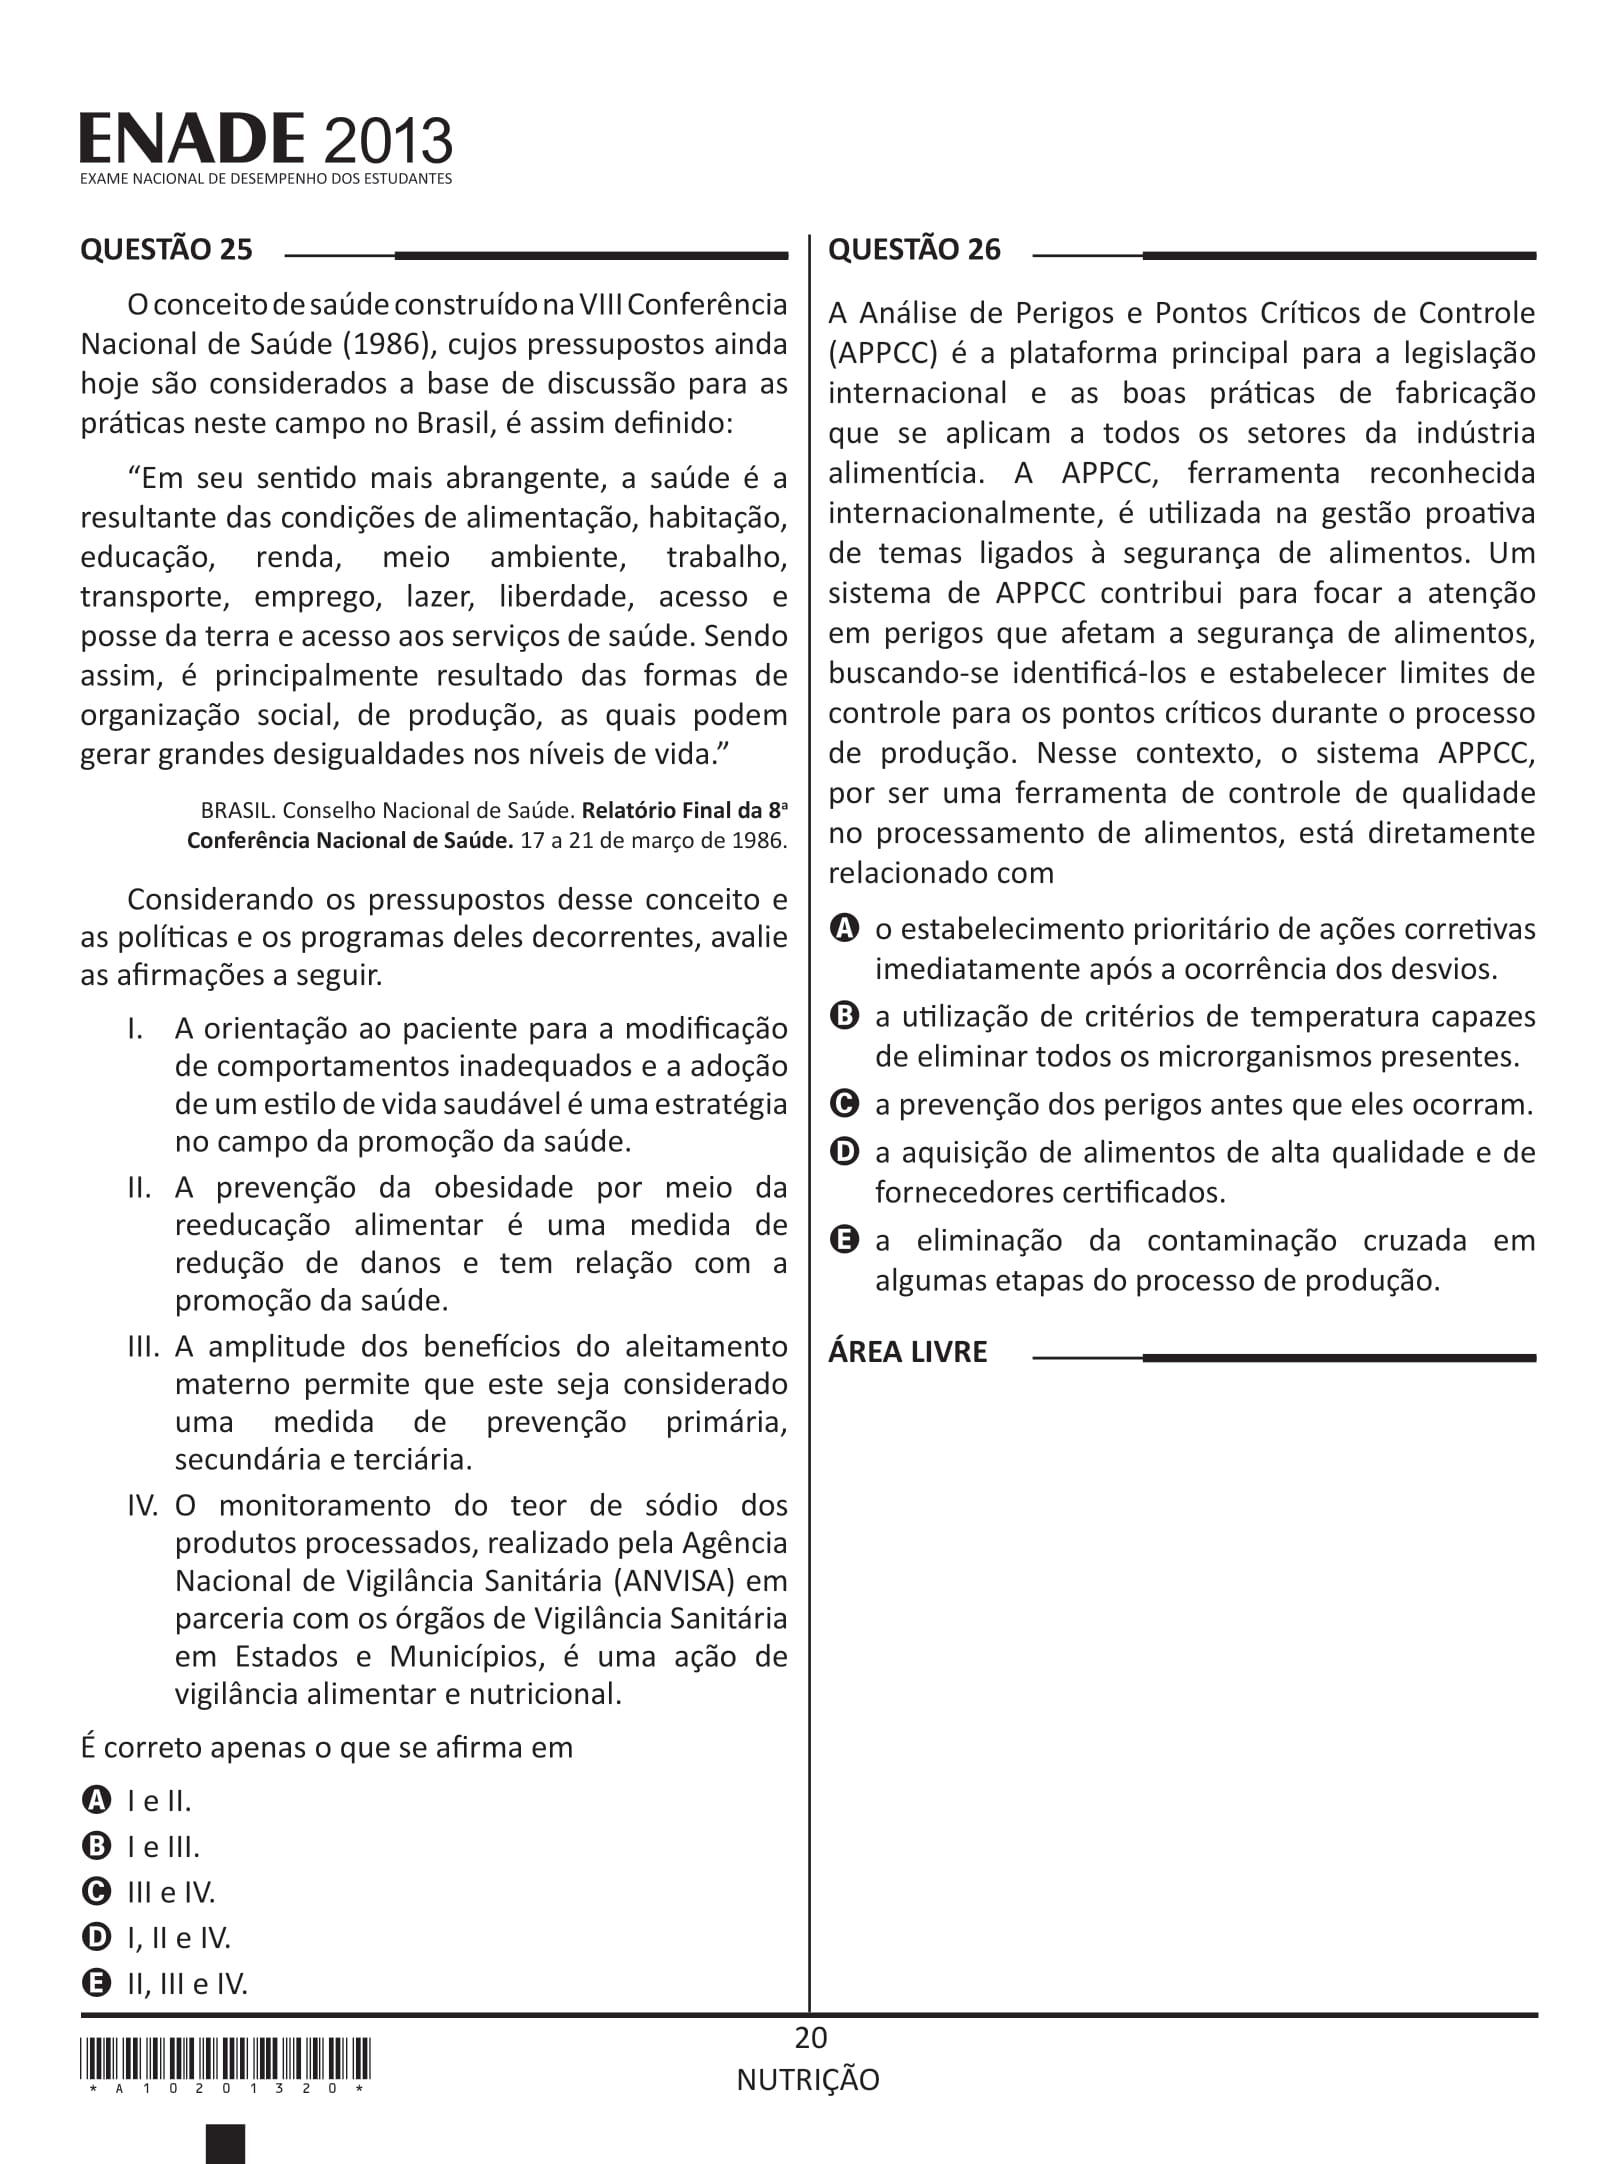 ENADE 2013
EXAME NACIONAL DE DESEMPENHO DOS ESTUDANTES
QUESTÃO 25
O conceito de saúde construído na VIII Conferência
Nacional de Saúde (1986), cujos pressupostos ainda
hoje são considerados a base de discussão para as
práticas neste campo no Brasil, é assim definido:
“Em seu sentido mais abrangente, a saúde é a
resultante das condições de alimentação, habitação,
educação, renda, meio ambiente, trabalho,
transporte, emprego, lazer, liberdade, acesso e
posse da terra e acesso aos serviços de saúde. Sendo
assim, é principalmente resultado das formas de
organização social, de produção, as quais podem
gerar grandes desigualdades nos níveis de vida.”
BRASIL. Conselho Nacional de Saúde. Relatório Final da 8ª
Conferência Nacional de Saúde. 17 a 21 de março de 1986.
Considerando os pressupostos desse conceito e
as políticas e os programas deles decorrentes, avalie
as afirmações a seguir.
I. A orientação ao paciente para a modificação
de comportamentos inadequados e a adoção
de um estilo de vida saudável é uma estratégia
no campo da promoção da saúde.
II. A prevenção da obesidade por meio da
reeducação alimentar é uma medida de
redução de danos e tem relação com a
promoção da saúde.
III. A amplitude dos benefícios do aleitamento
materno permite que este seja considerado
uma medida de prevenção primária,
secundária e terciária.
IV. O monitoramento do teor de sódio dos
produtos processados, realizado pela Agência
Nacional de Vigilância Sanitária (ANVISA) em
parceria com os órgãos de Vigilância Sanitária
em Estados e Municípios, é uma ação de
vigilância alimentar e nutricional.
É correto apenas o que se afirma em
A I e II.
B I e III.
C III e IV.
D I, II e IV.
E II, III e IV.
QUESTÃO 26
A Análise de Perigos e Pontos Críticos de Controle
(APPCC) é a plataforma principal para a legislação
internacional e as boas práticas de fabricação
que se aplicam a todos os setores da indústria
alimentícia. A APPCC, ferramenta reconhecida
internacionalmente, é utilizada na gestão proativa
de temas ligados à segurança de alimentos. Um
sistema de APPCC contribui para focar a atenção
em perigos que afetam a segurança de alimentos,
buscando-se identificá-los e estabelecer limites de
controle para os pontos críticos durante o processo
de produção. Nesse contexto, o sistema APPCC,
por ser uma ferramenta de controle de qualidade
no processamento de alimentos, está diretamente
relacionado com
A o estabelecimento prioritário de ações corretivas
imediatamente após a ocorrência dos desvios.
B a utilização de critérios de temperatura capazes
de eliminar todos os microrganismos presentes.
C a prevenção dos perigos antes que eles ocorram.
D a aquisição de alimentos de alta qualidade e de
fornecedores certificados.
E a eliminação da contaminação cruzada em
algumas etapas do processo de produção.
ÁREA LIVRE
20
NUTRIÇÃO
* A 1 0 2 0 1 3 2 0 *